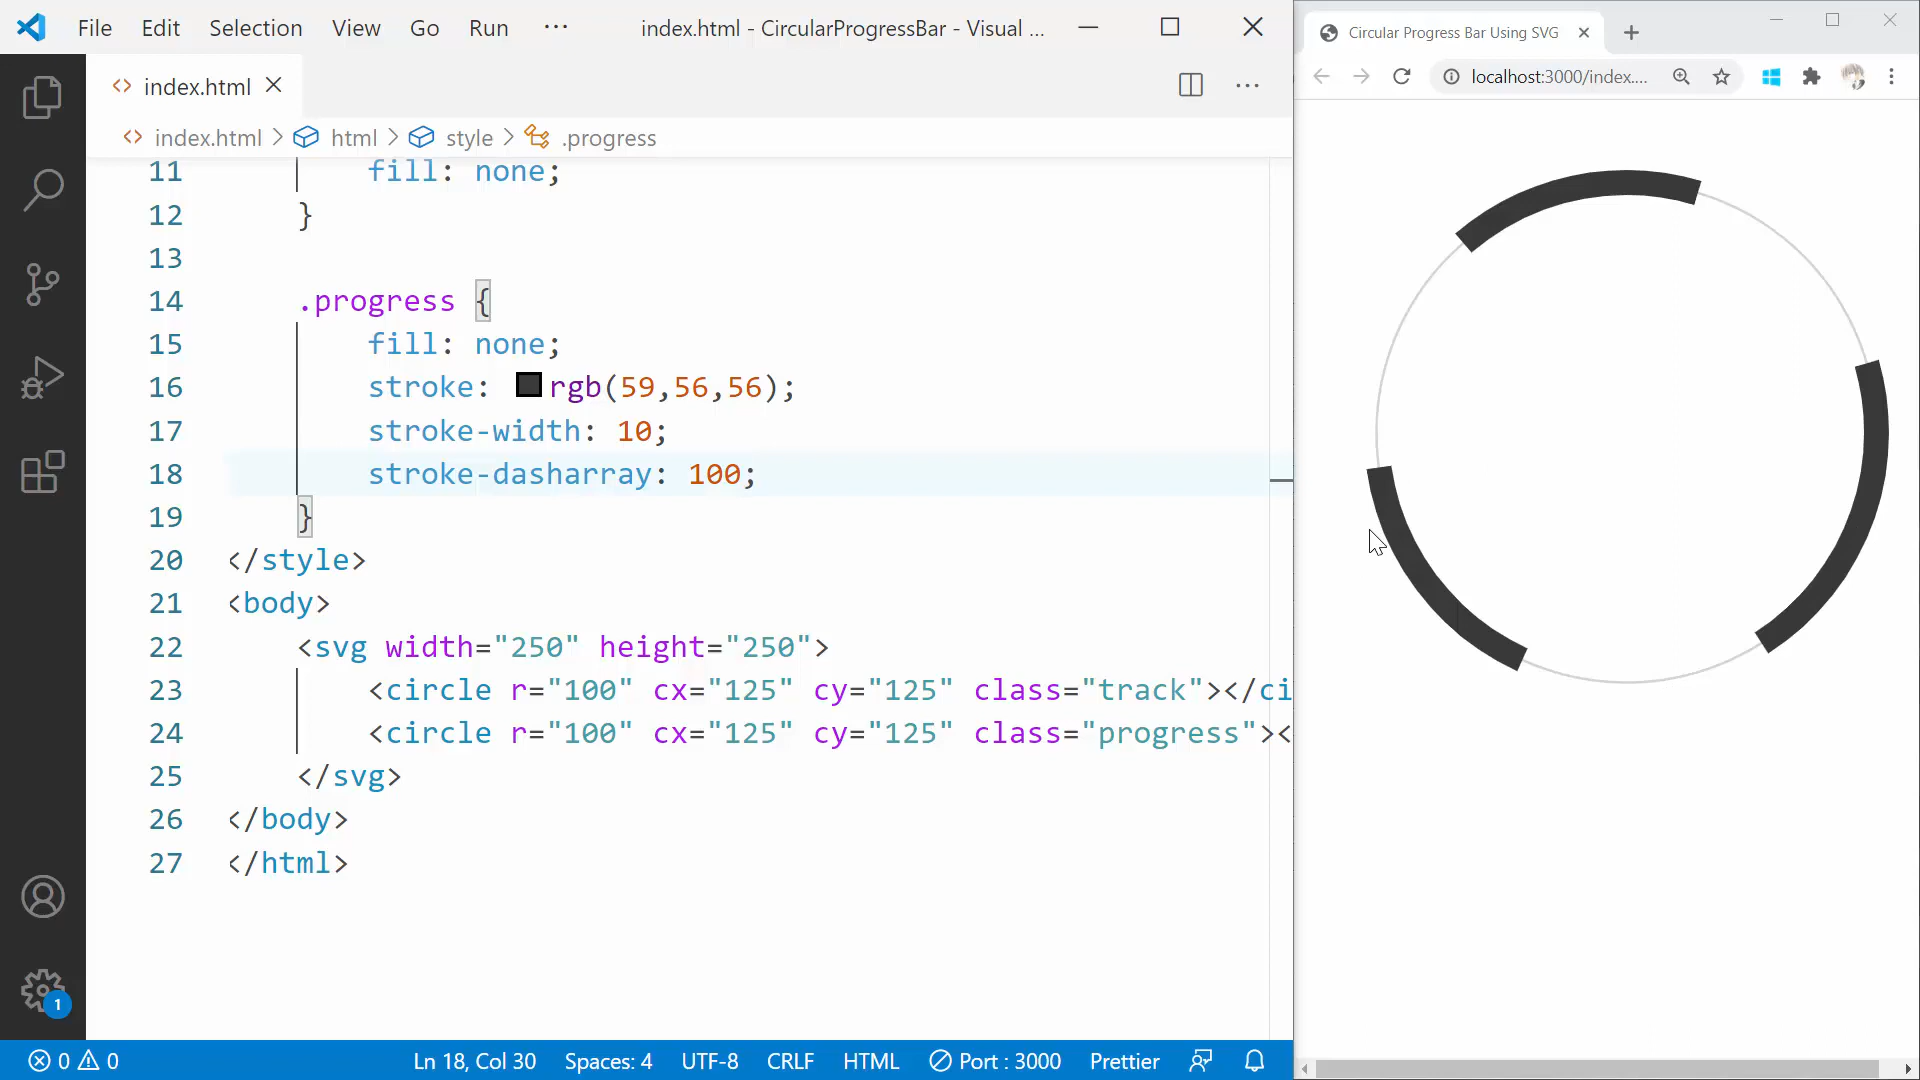 File Edit Selection View Go Run ··· index.html - CircularProgressBar - Visual ...
index.html
index.html > html > style > .progress
11 fill: none;
12 }
13
14 .progress {
15 fill: none;
16 stroke: rgb(59,56,56);
17 stroke-width: 10;
18 stroke-dasharray: 100;
19 }
20 </style>
21 <body>
22 <svg width="250" height="250">
23 <circle r="100" cx="125" cy="125" class="track"></ci
24 <circle r="100" cx="125" cy="125" class="progress"><
25 </svg>
26 </body>
27 </html>
1
0 0 Ln 18, Col 30 Spaces: 4 UTF-8 CRLF HTML Port : 3000 Prettier
Circular Progress Bar Using SVG
localhost:3000/index....